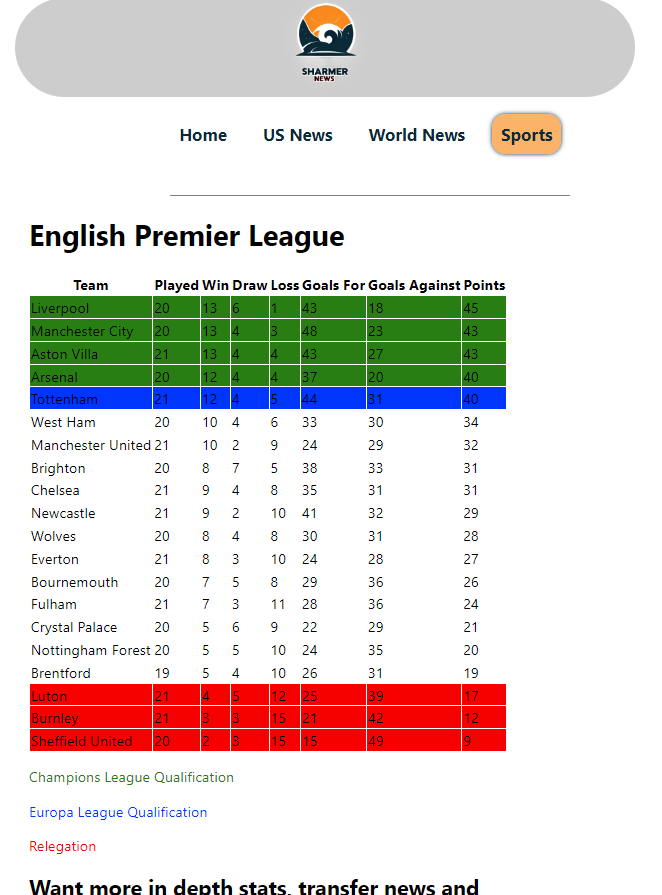 SHARMER
NEWS
Home US News World News Sports
English Premier League
Team Played Win Draw Loss Goals For Goals Against Points
Liverpool 20 13 6 1 43 18 45
Manchester City 20 13 4 3 48 23 43
Aston Villa 21 13 4 4 43 27 43
Arsenal 20 12 4 4 37 20 40
Tottenham 21 12 4 5 44 31 40
West Ham 20 10 4 6 33 30 34
Manchester United 21 10 2 9 24 29 32
Brighton 20 8 7 5 38 33 31
Chelsea 21 9 4 8 35 31 31
Newcastle 21 9 2 10 41 32 29
Wolves 20 8 4 8 30 31 28
Everton 21 8 3 10 24 28 27
Bournemouth 20 7 5 8 29 36 26
Fulham 21 7 3 11 28 36 24
Crystal Palace 20 5 6 9 22 29 21
Nottingham Forest 20 5 5 10 24 35 20
Brentford 19 5 4 10 26 31 19
Luton 21 4 5 12 25 39 17
Burnley 21 3 3 15 21 42 12
Sheffield United 20 2 3 15 15 49 9
Champions League Qualification
Europa League Qualification
Relegation
Want more in depth stats, transfer news and